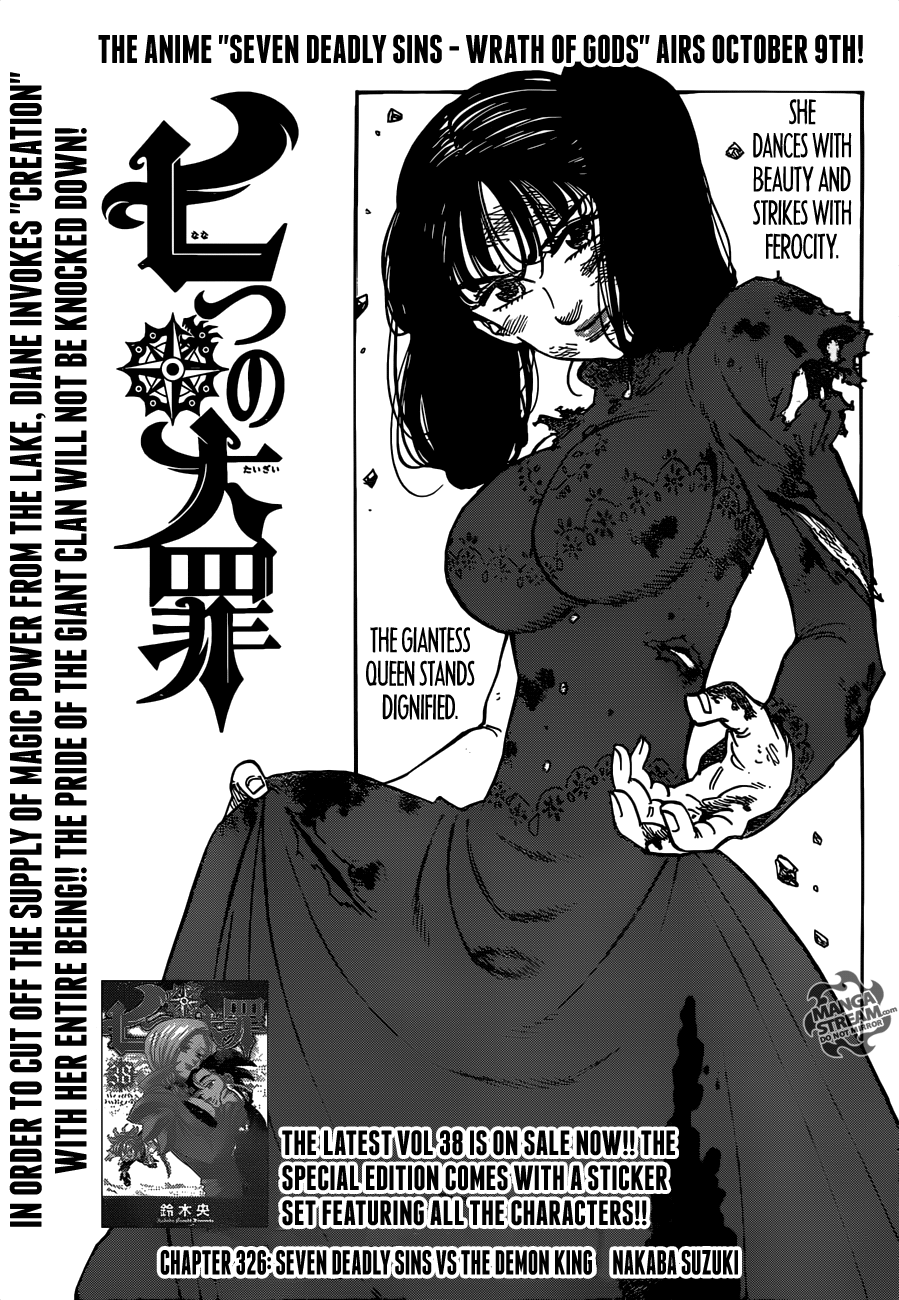 THE ANIME "SEVEN DEADLY SINS - WRATH OF GODS" AIRS OCTOBER 9TH!
IN ORDER TO CUT OFF THE SUPPLY OF MAGIC POWER FROM THE LAKE, DIANE INVOKES "CREATION"
WITH HER ENTIRE BEING!! THE PRIDE OF THE GIANT CLAN WILL NOT BE KNOCKED DOWN!
七つの大罪
なな
たいざい
SHE
DANCES WITH
BEAUTY AND
STRIKES WITH
FEROCITY.
THE GIANTESS
QUEEN STANDS
DIGNIFIED.
MANGA
STREAM.com
DO NOT MIRROR
38
鈴木央
THE LATEST VOL 38 IS ON SALE NOW!! THE
SPECIAL EDITION COMES WITH A STICKER
SET FEATURING ALL THE CHARACTERS!!
CHAPTER 326: SEVEN DEADLY SINS VS THE DEMON KING NAKABA SUZUKI